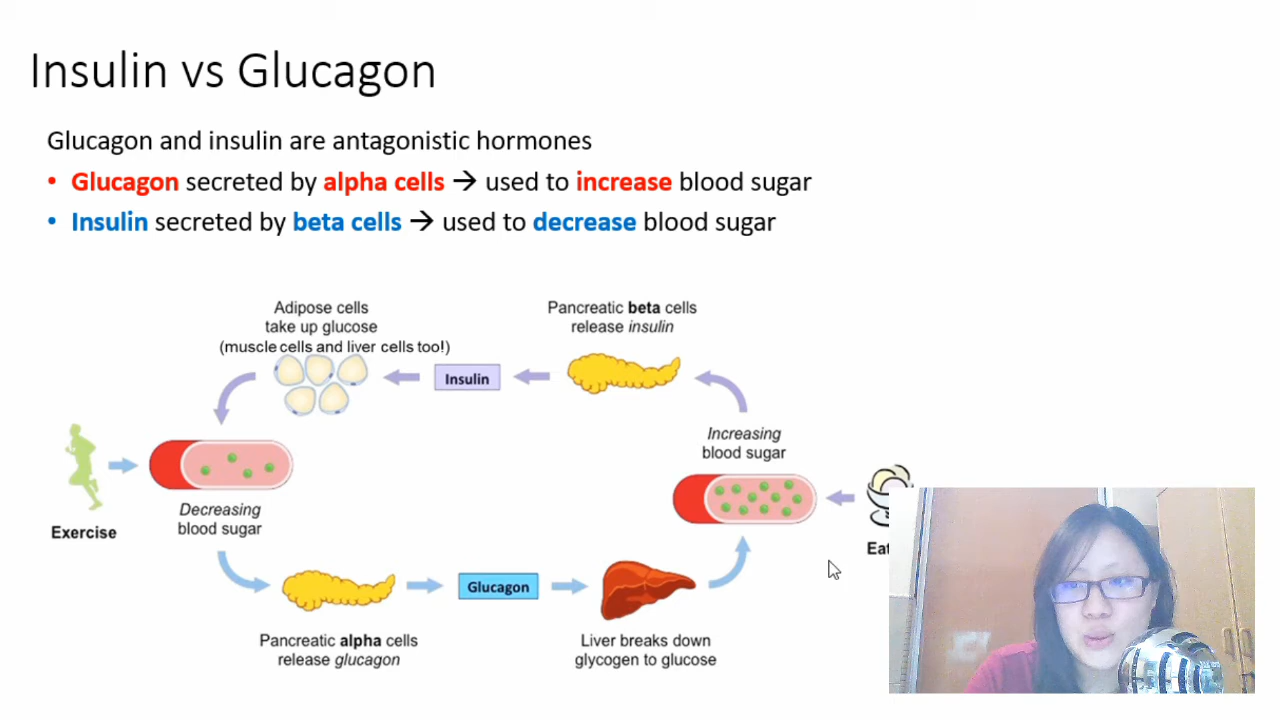 Insulin vs Glucagon
Glucagon and insulin are antagonistic hormones
• Glucagon secreted by alpha cells → used to increase blood sugar
• Insulin secreted by beta cells → used to decrease blood sugar
Adipose cells
take up glucose
(muscle cells and liver cells too!)
Pancreatic beta cells
release insulin
Insulin
Increasing
blood sugar
Exercise
Decreasing
blood sugar
Glucagon
Pancreatic alpha cells
release glucagon
Liver breaks down
glycogen to glucose